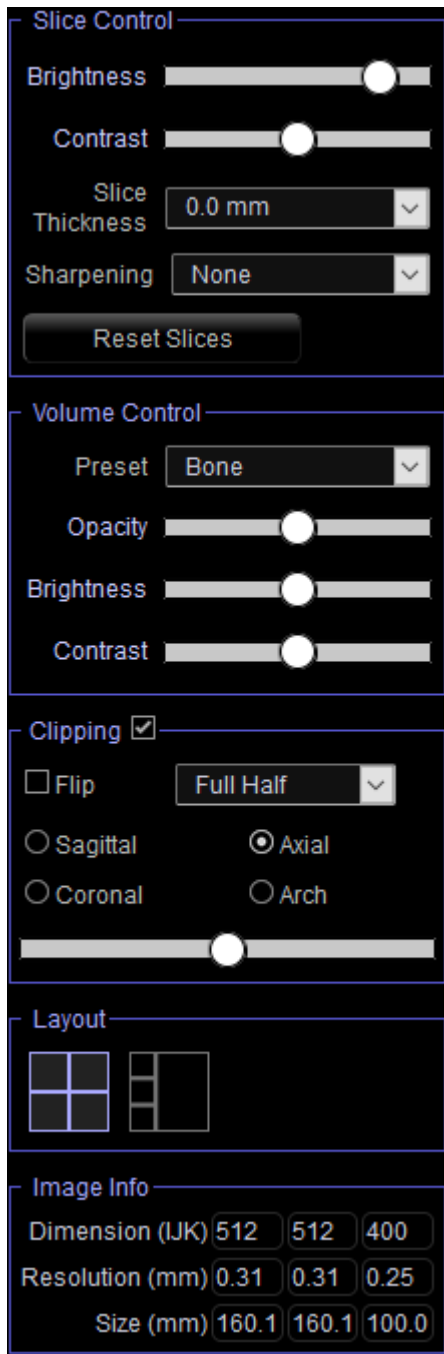 Slice Control
Brightness
Contrast
Slice
Thickness
0.0 mm
Sharpening None
Reset Slices
Volume Control
Preset Bone
Opacity
Brightness
Contrast
Clipping
Flip Full Half
Sagittal Axial
Coronal Arch
Layout
Image Info
Dimension (IJK) 512 512 400
Resolution (mm) 0.31 0.31 0.25
Size (mm) 160.1 160.1 100.0